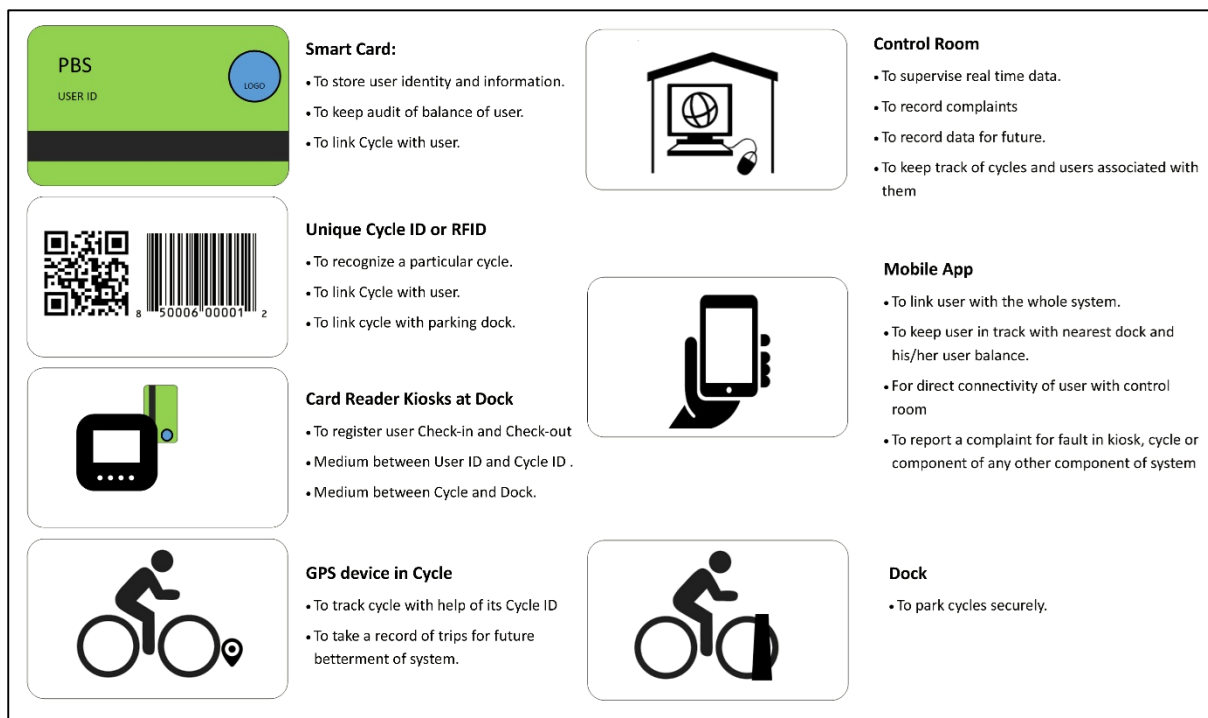 PBS
USER ID
LOGO
Smart Card:
• To store user identity and information.
• To keep audit of balance of user.
• To link Cycle with user.
8 50006 00001 2
Unique Cycle ID or RFID
• To recognize a particular cycle.
• To link Cycle with user.
• To link cycle with parking dock.
Card Reader Kiosks at Dock
• To register user Check-in and Check-out
• Medium between User ID and Cycle ID .
• Medium between Cycle and Dock.
GPS device in Cycle
• To track cycle with help of its Cycle ID
• To take a record of trips for future
betterment of system.
Control Room
• To supervise real time data.
• To record complaints
• To record data for future.
• To keep track of cycles and users associated with
them
Mobile App
• To link user with the whole system.
• To keep user in track with nearest dock and
his/her user balance.
• For direct connectivity of user with control
room
• To report a complaint for fault in kiosk, cycle or
component of any other component of system
Dock
• To park cycles securely.